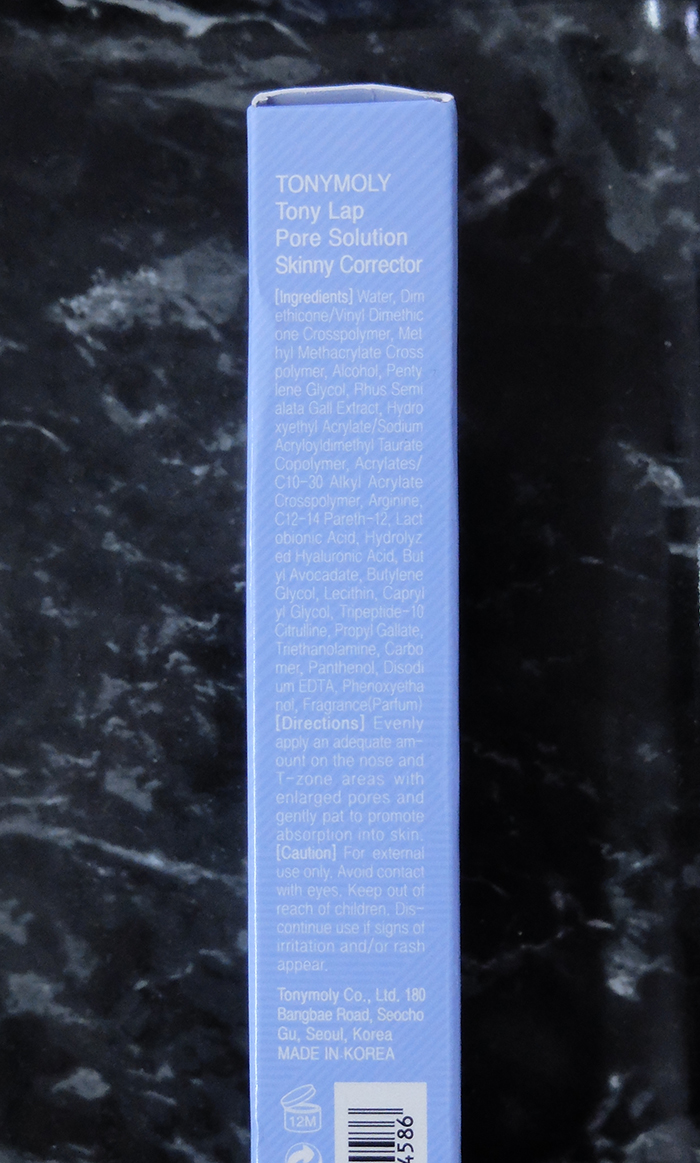 TONYMOLY
Tony Lap
Pore Solution
Skinny Corrector
[Ingredients] Water, Dim
ethicone/Vinyl Dimethic
one Crosspolymer, Met
hyl Methacrylate Cross
polymer, Alcohol, Penty
lene Glycol, Rhus Semi
alata Gall Extract, Hydro
xyethyl Acrylate/Sodium
Acryloyldimethyl Taurate
Copolymer, Acrylates/
C10-30 Alkyl Acrylate
Crosspolymer, Arginine,
C12-14 Pareth-12, Lact
obionic Acid, Hydrolyz
ed Hyaluronic Acid, But
yl Avocadate, Butylene
Glycol, Lecithin, Capryl
yl Glycol, Tripeptide-10
Citrulline, Propyl Gallate,
Triethanolamine, Carbo
mer, Panthenol, Disodi
um EDTA, Phenoxyetha
nol, Fragrance(Parfum)
[Directions] Evenly
apply an adequate am-
ount on the nose and
T-zone areas with
enlarged pores and
gently pat to promote
absorption into skin.
[Caution] For external
use only. Avoid contact
with eyes. Keep out of
reach of children. Dis-
continue use if signs of
irritation and/or rash
appear.
Tonymoly Co., Ltd. 180
Bangbae Road, Seocho
Gu, Seoul, Korea
MADE IN KOREA
12M
4586